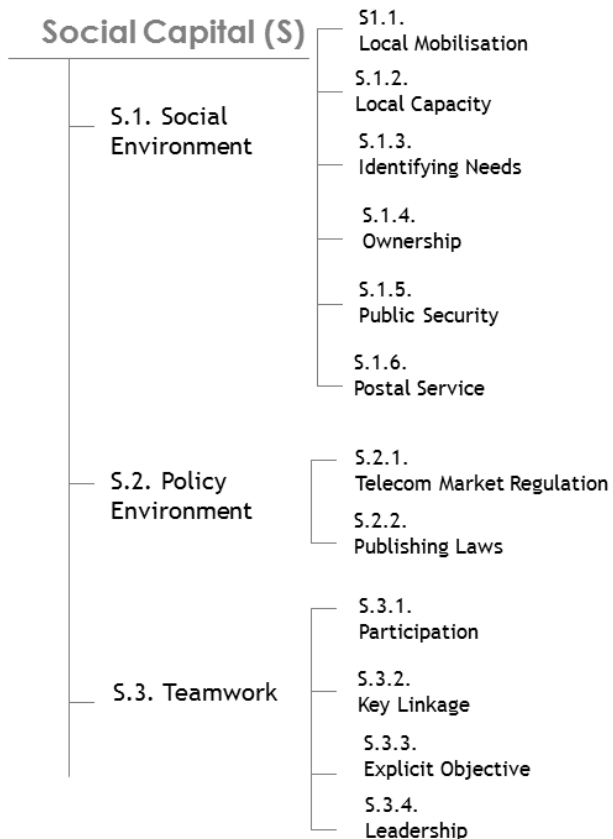 Social Capital (S)
S.1. Social
Environment
S1.1.
Local Mobilisation
S.1.2.
Local Capacity
S.1.3.
Identifying Needs
S.1.4.
Ownership
S.1.5.
Public Security
S.1.6.
Postal Service
S.2. Policy
Environment
S.2.1.
Telecom Market Regulation
S.2.2.
Publishing Laws
S.3. Teamwork
S.3.1.
Participation
S.3.2.
Key Linkage
S.3.3.
Explicit Objective
S.3.4.
Leadership